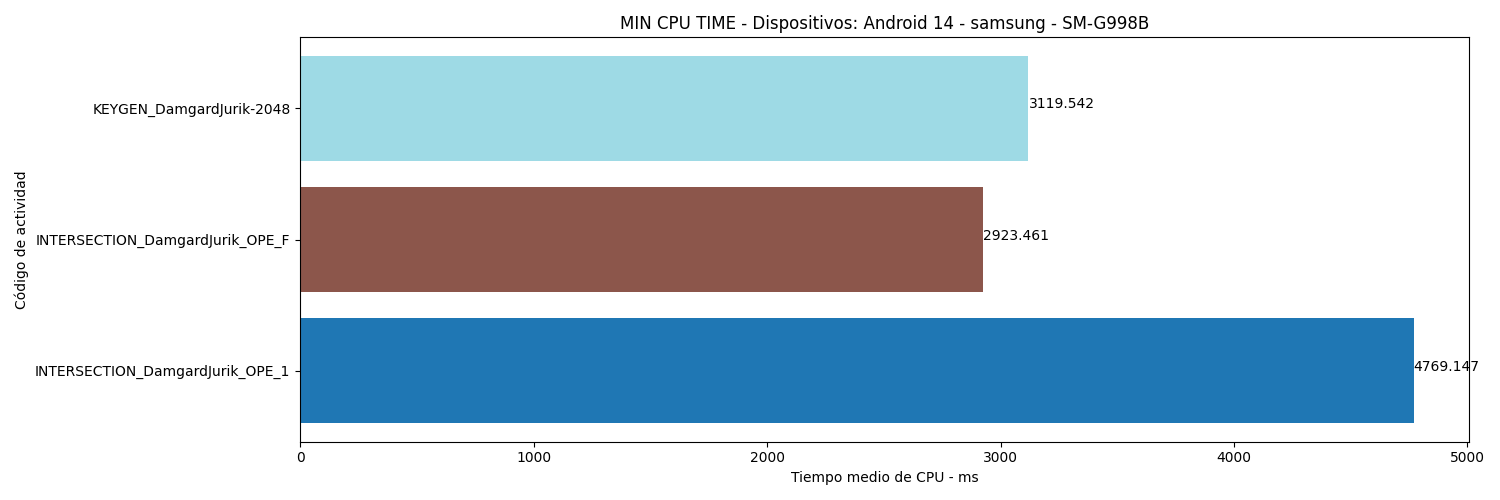 MIN CPU TIME - Dispositivos: Android 14 - samsung - SM-G998B
Código de actividad
KEYGEN_DamgardJurik-2048
3119.542
INTERSECTION_DamgardJurik_OPE_F
2923.461
INTERSECTION_DamgardJurik_OPE_1
4769.147
0 1000 2000 3000 4000 5000
Tiempo medio de CPU - ms